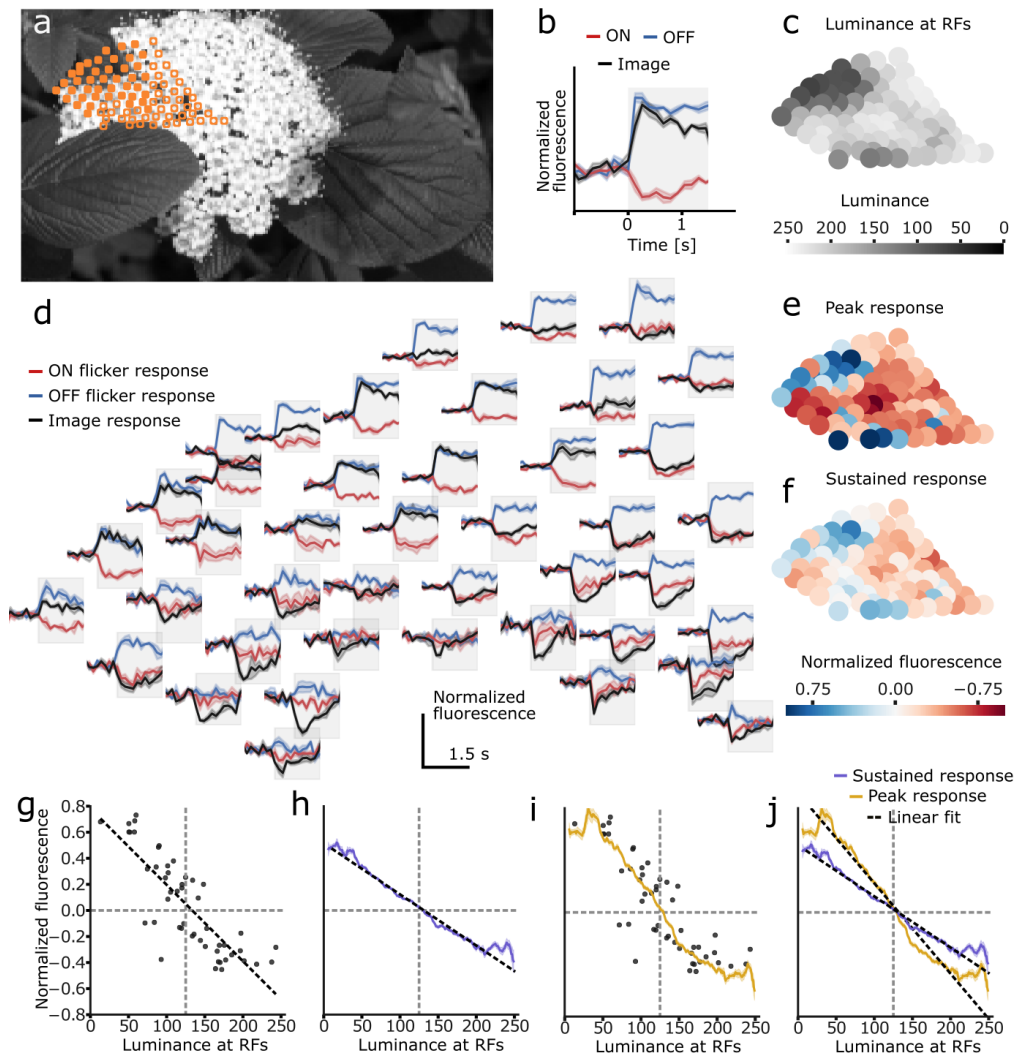 a
b
ON OFF
Image
Normalized
fluorescence
0 1
Time [s]
c
Luminance at RFs
Luminance
250 200 150 100 50 0
d
ON flicker response
OFF flicker response
Image response
Normalized
fluorescence
1.5 s
e
Peak response
f
Sustained response
Normalized fluorescence
0.75 0.00 −0.75
Sustained response
Peak response
Linear fit
g
Normalized fluorescence
0.8
0.6
0.4
0.2
0.0
−0.2
−0.4
−0.6
−0.8
0 50 100 150 200 250
Luminance at RFs
h
0 50 100 150 200 250
i
0 50 100 150 200 250
Luminance at RFs
j
0 50 100 150 200 250
Luminance at RFs